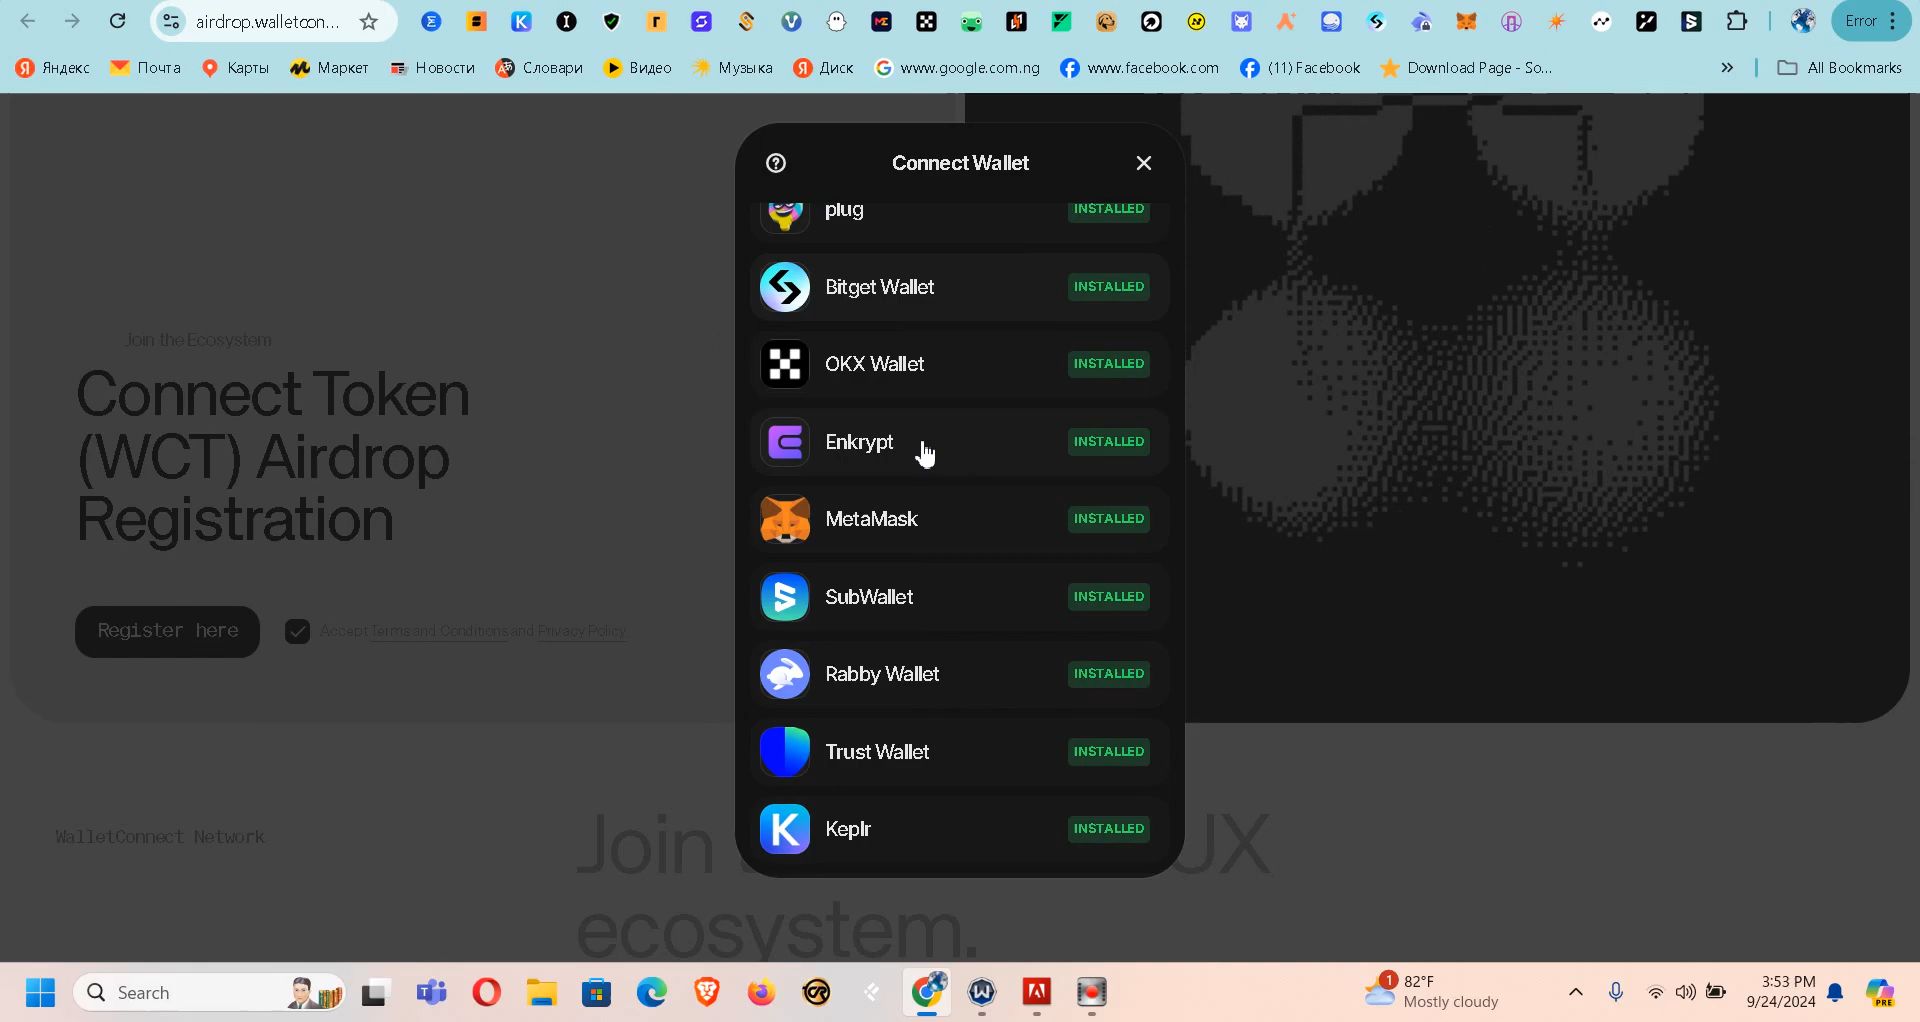 airdrop.walletcon...
Error
Яндекс
Почта
Карты
Маркет
Новости
Словари
Видео
Музыка
Диск
www.google.com.ng
www.facebook.com
(11) Facebook
Download Page - So...
All Bookmarks
Connect Wallet
plug INSTALLED
Bitget Wallet INSTALLED
OKX Wallet INSTALLED
Enkrypt INSTALLED
MetaMask INSTALLED
SubWallet INSTALLED
Rabby Wallet INSTALLED
Trust Wallet INSTALLED
Keplr INSTALLED
Join the Ecosystem
Connect Token
(WCT) Airdrop
Registration
Register here
Accept Terms and Conditions and Privacy Policy.
WalletConnect Network
Join
UX
ecosystem.
Search
1
82°F
Mostly cloudy
3:53 PM
9/24/2024
PRE